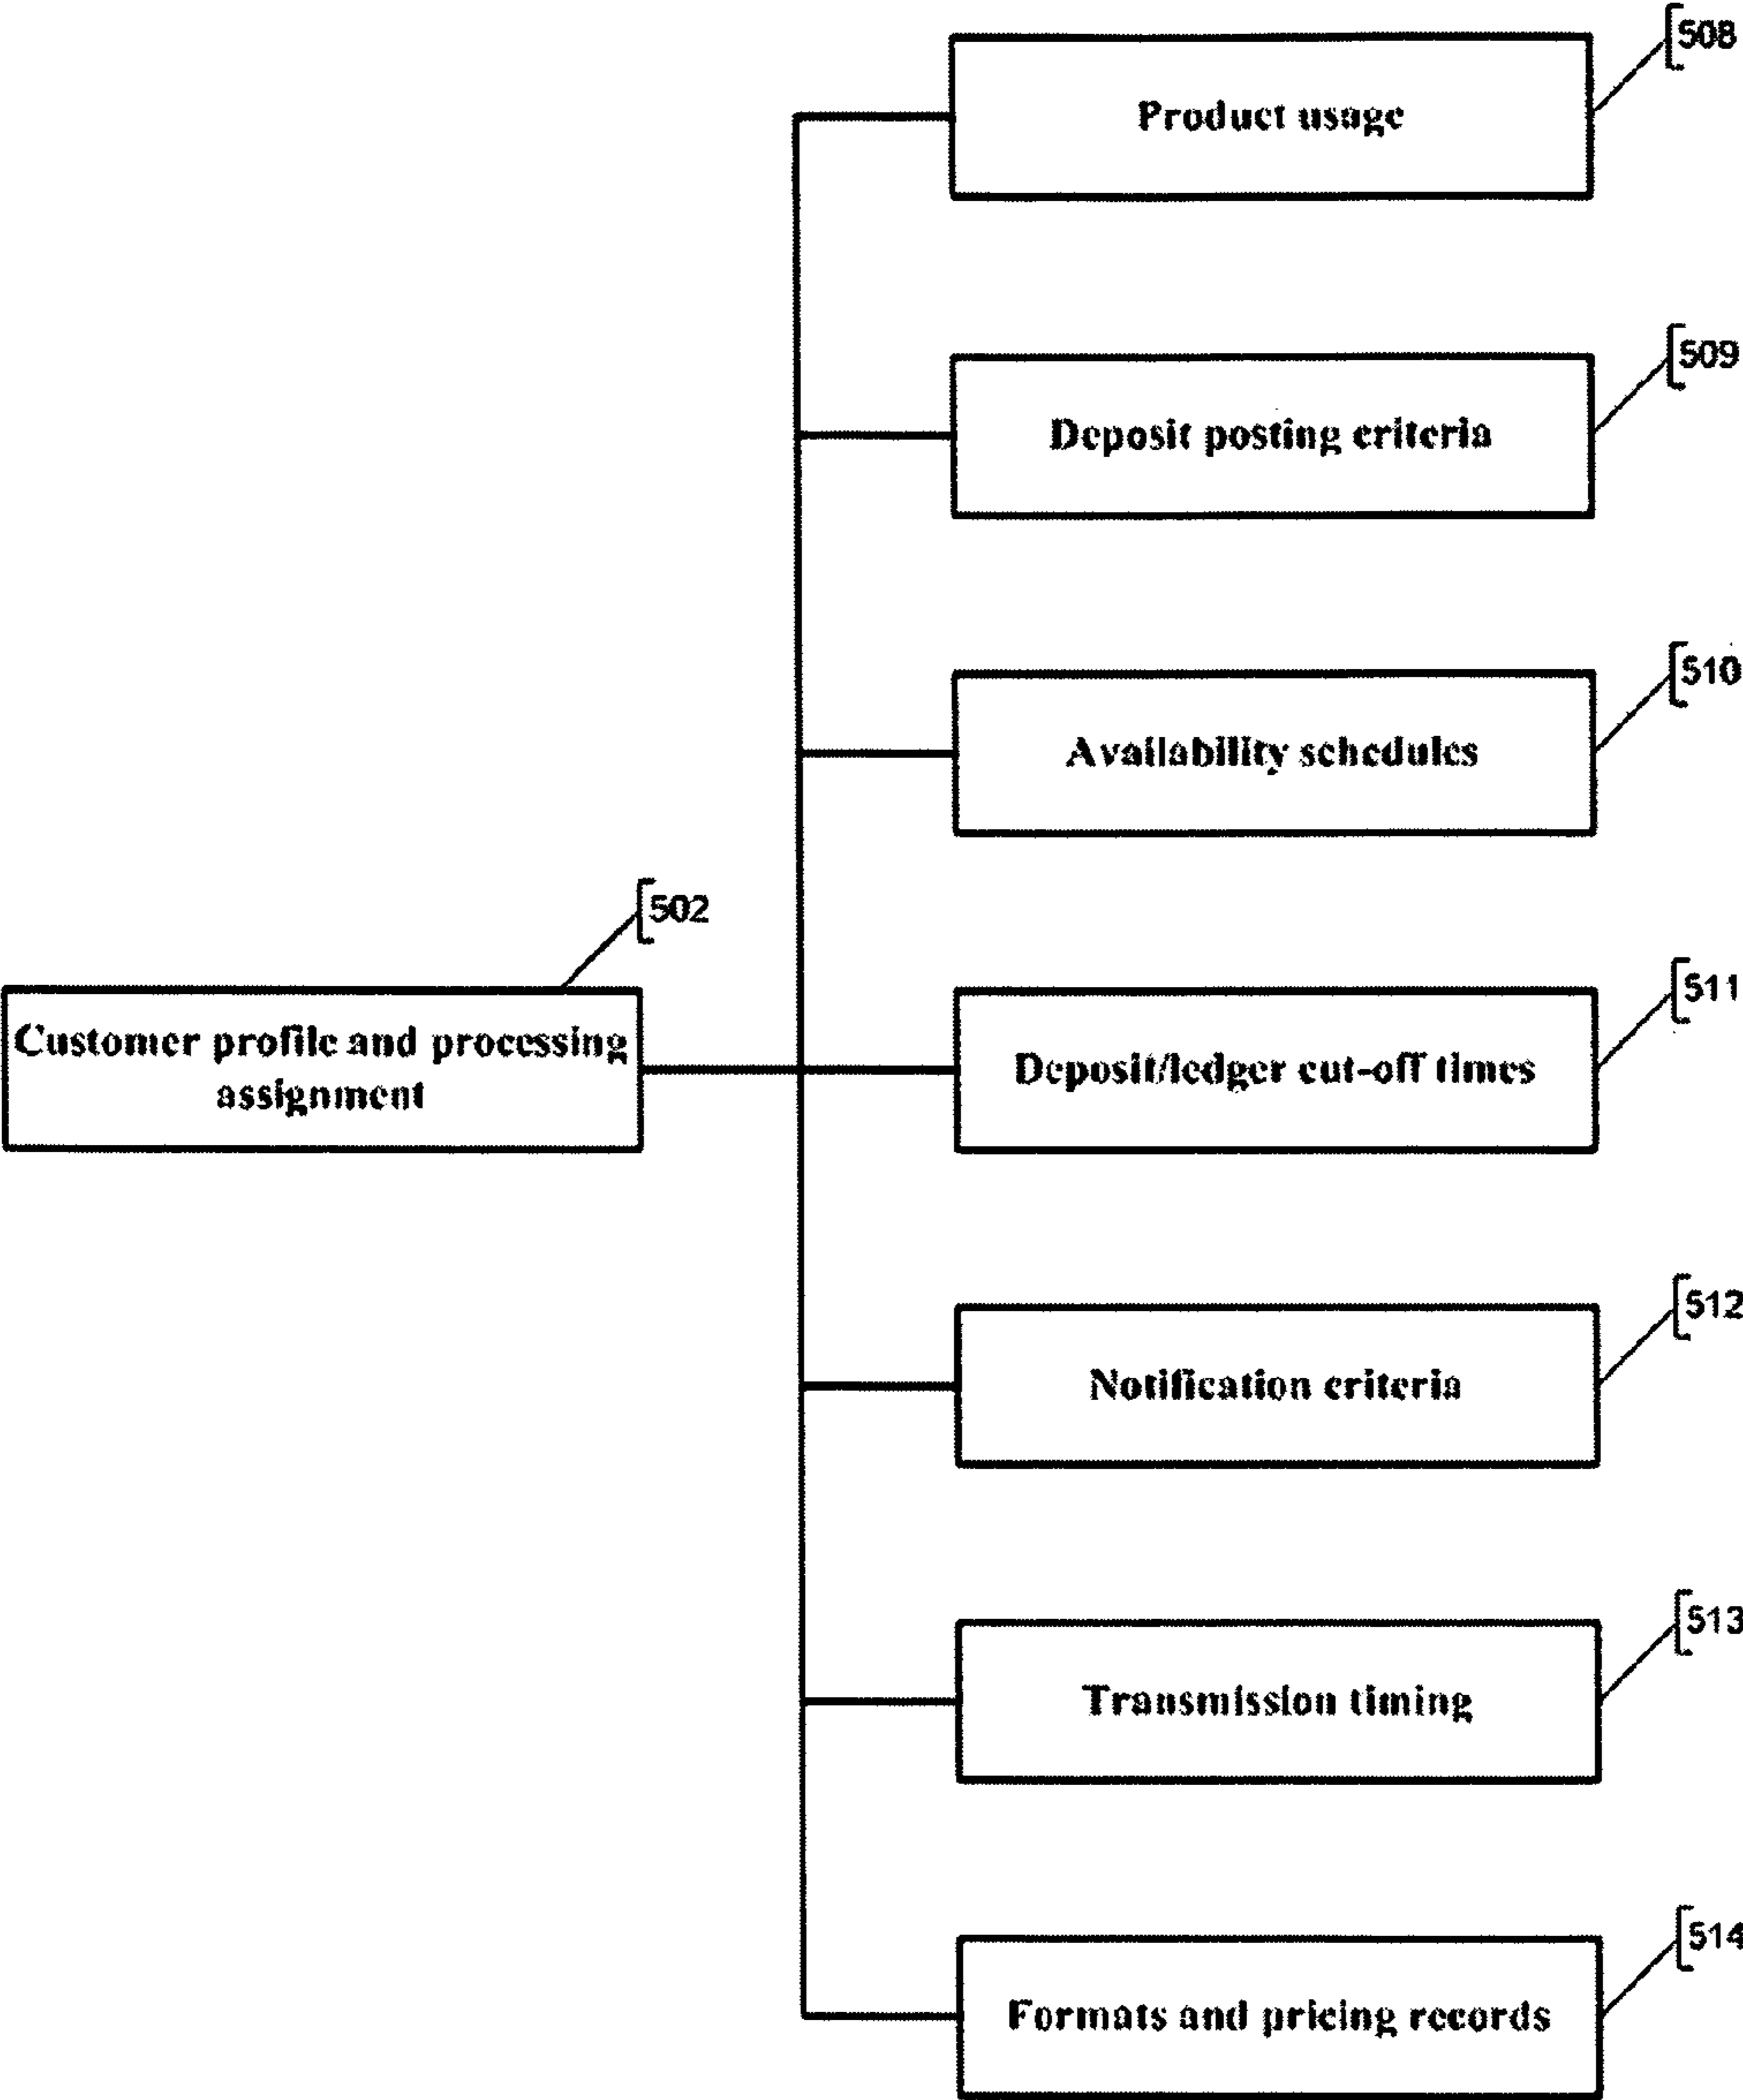 508
Product usage
509
Deposit posting criteria
510
Availability schedules
502
Customer profile and processing
assignment
511
Deposit/ledger cut-off times
512
Notification criteria
513
Transmission timing
514
Formats and pricing records